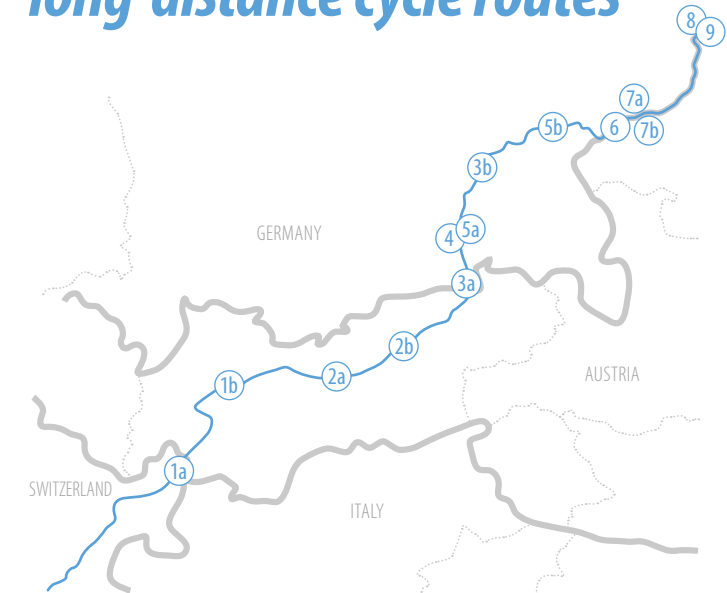 long-distance cycle routes
8
9
7a
5b
6
7b
3b
GERMANY
4
5a
3a
2b
AUSTRIA
1b
2a
1a
SWITZERLAND
ITALY